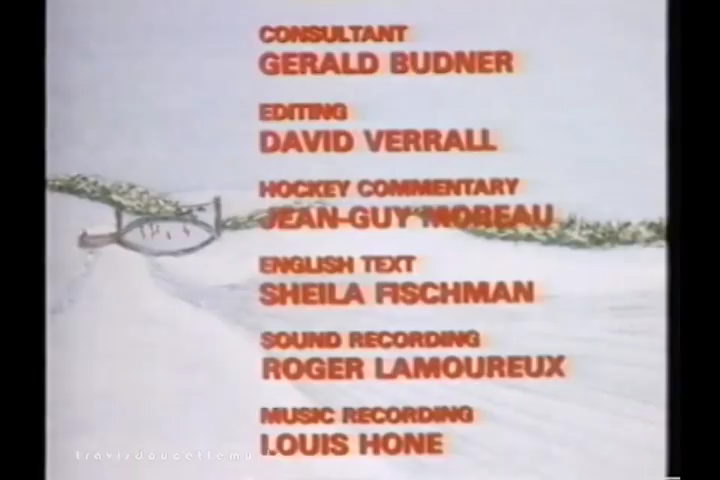 CONSULTANT
GERALD BUDNER
EDITING
DAVID VERRALL
HOCKEY COMMENTARY
JEAN-GUY MOREAU
ENGLISH TEXT
SHEILA FISCHMAN
SOUND RECORDING
ROGER LAMOUREUX
MUSIC RECORDING
LOUIS HONE